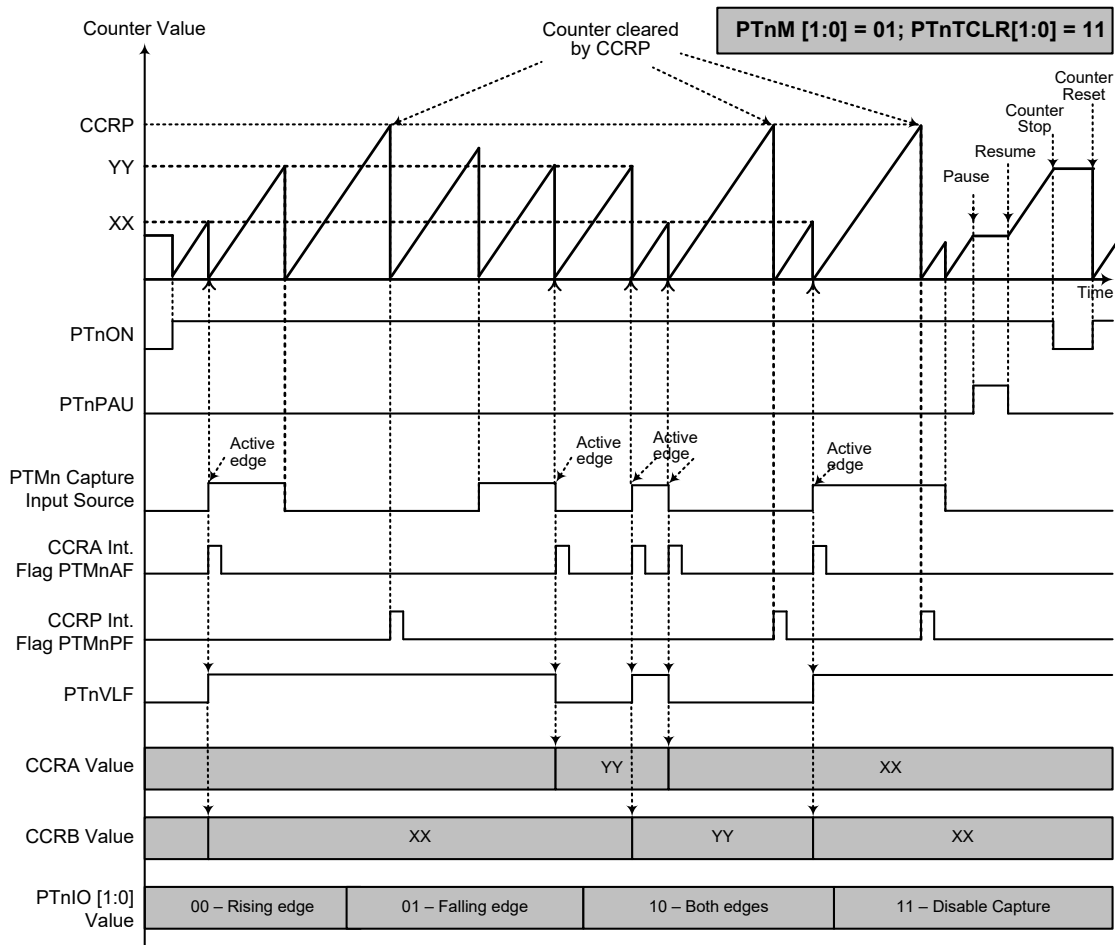 PTnM [1:0] = 01; PTnTCLR[1:0] = 11
Counter Value
Counter cleared
by CCRP
Counter
Reset
Counter
Stop
CCRP
YY
Resume
Pause
XX
Time
PTnON
PTnPAU
Active
edge
Active
edge
Active
edge
Active
edge
PTMn Capture
Input Source
CCRA Int.
Flag PTMnAF
CCRP Int.
Flag PTMnPF
PTnVLF
CCRA Value
YY
XX
CCRB Value
XX
YY
XX
PTnIO [1:0]
Value
00 – Rising edge
01 – Falling edge
10 – Both edges
11 – Disable Capture